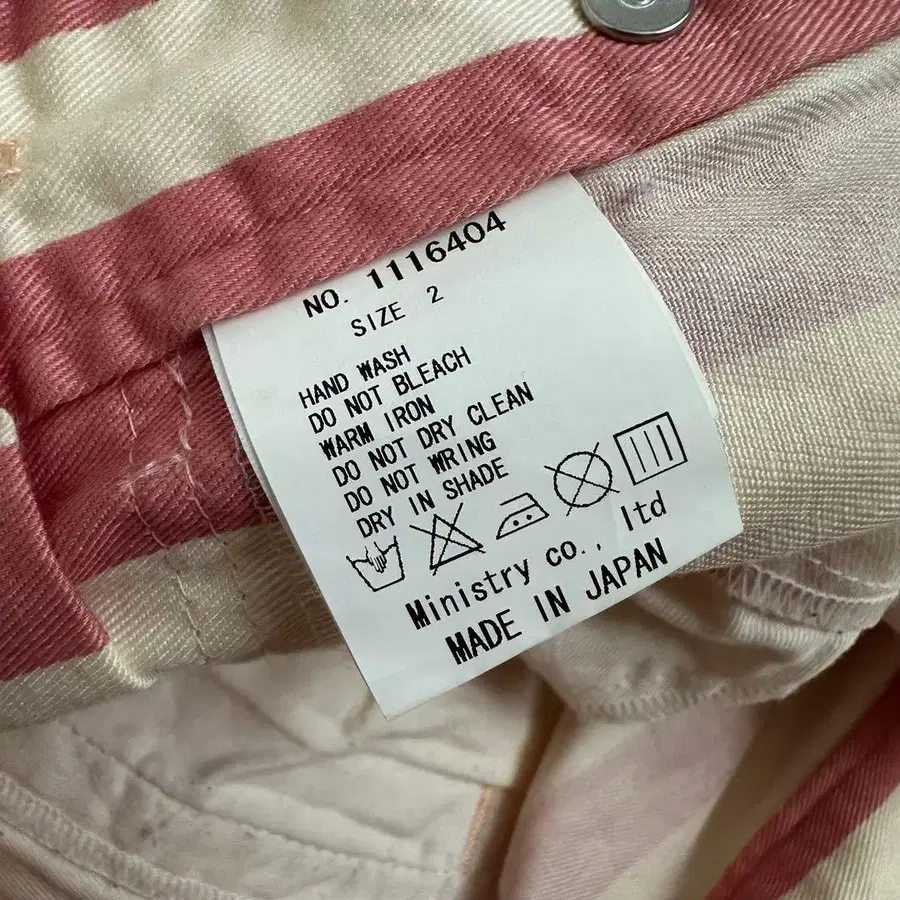 NO. 1116404
SIZE 2
HAND WASH
DO NOT BLEACH
WARM IRON
DO NOT DRY CLEAN
DO NOT WRING
DRY IN SHADE
Ministry co., ltd
MADE IN JAPAN